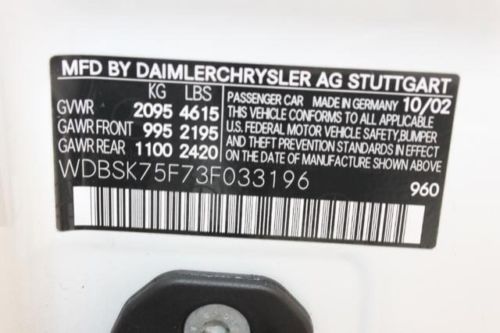 MFD BY DAIMLERCHRYSLER AG STUTTGART
KG LBS
GVWR 2095 4615
GAWR FRONT 995 2195
GAWR REAR 1100 2420
PASSENGER CAR MADE IN GERMANY 10/02
THIS VEHICLE CONFORMS TO ALL APPLICABLE
U.S. FEDERAL MOTOR VEHICLE SAFETY, BUMPER
AND THEFT PREVENTION STANDARDS IN EFFECT
ON THE DATE OF MANUFACTURE SHOWN ABOVE
WDBSK75F73F033196
960